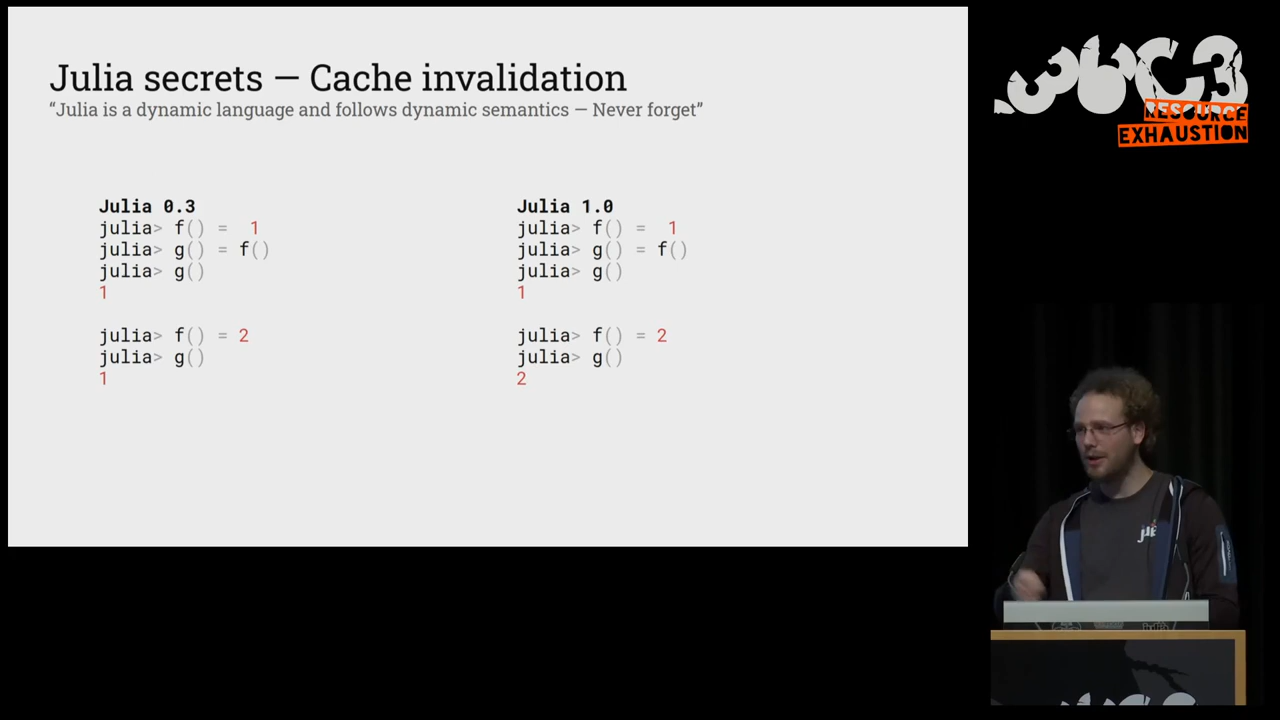 Julia secrets — Cache invalidation
“Julia is a dynamic language and follows dynamic semantics — Never forget”
Julia 0.3
julia> f() =  1
julia> g() = f()
julia> g()
1
julia> f() = 2
julia> g()
1
Julia 1.0
julia> f() =  1
julia> g() = f()
julia> g()
1
julia> f() = 2
julia> g()
2
36C3
RESOURCE
EXHAUSTION